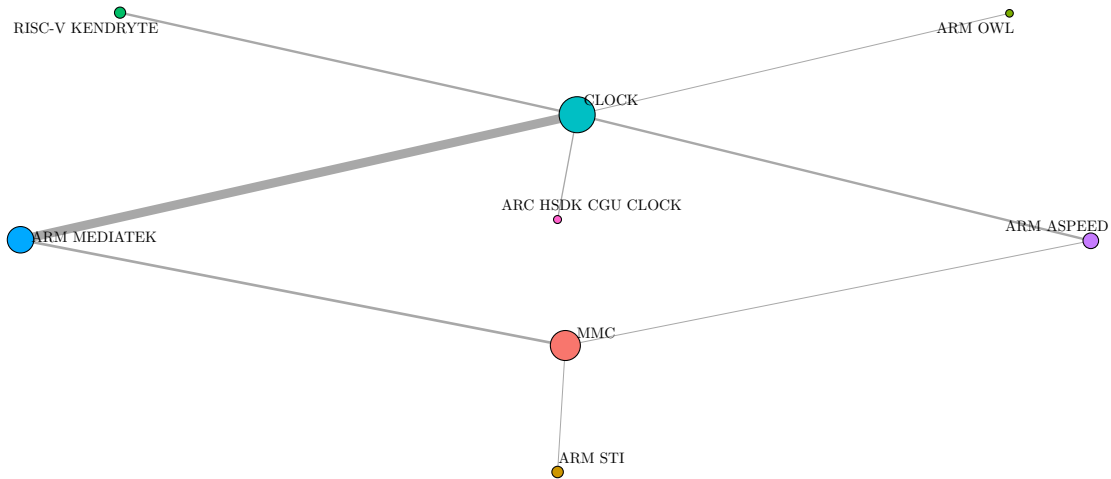 RISC-V KENDRYTE
ARM OWL
CLOCK
ARC HSDK CGU CLOCK
ARM MEDIATEK
ARM ASPEED
MMC
ARM STI